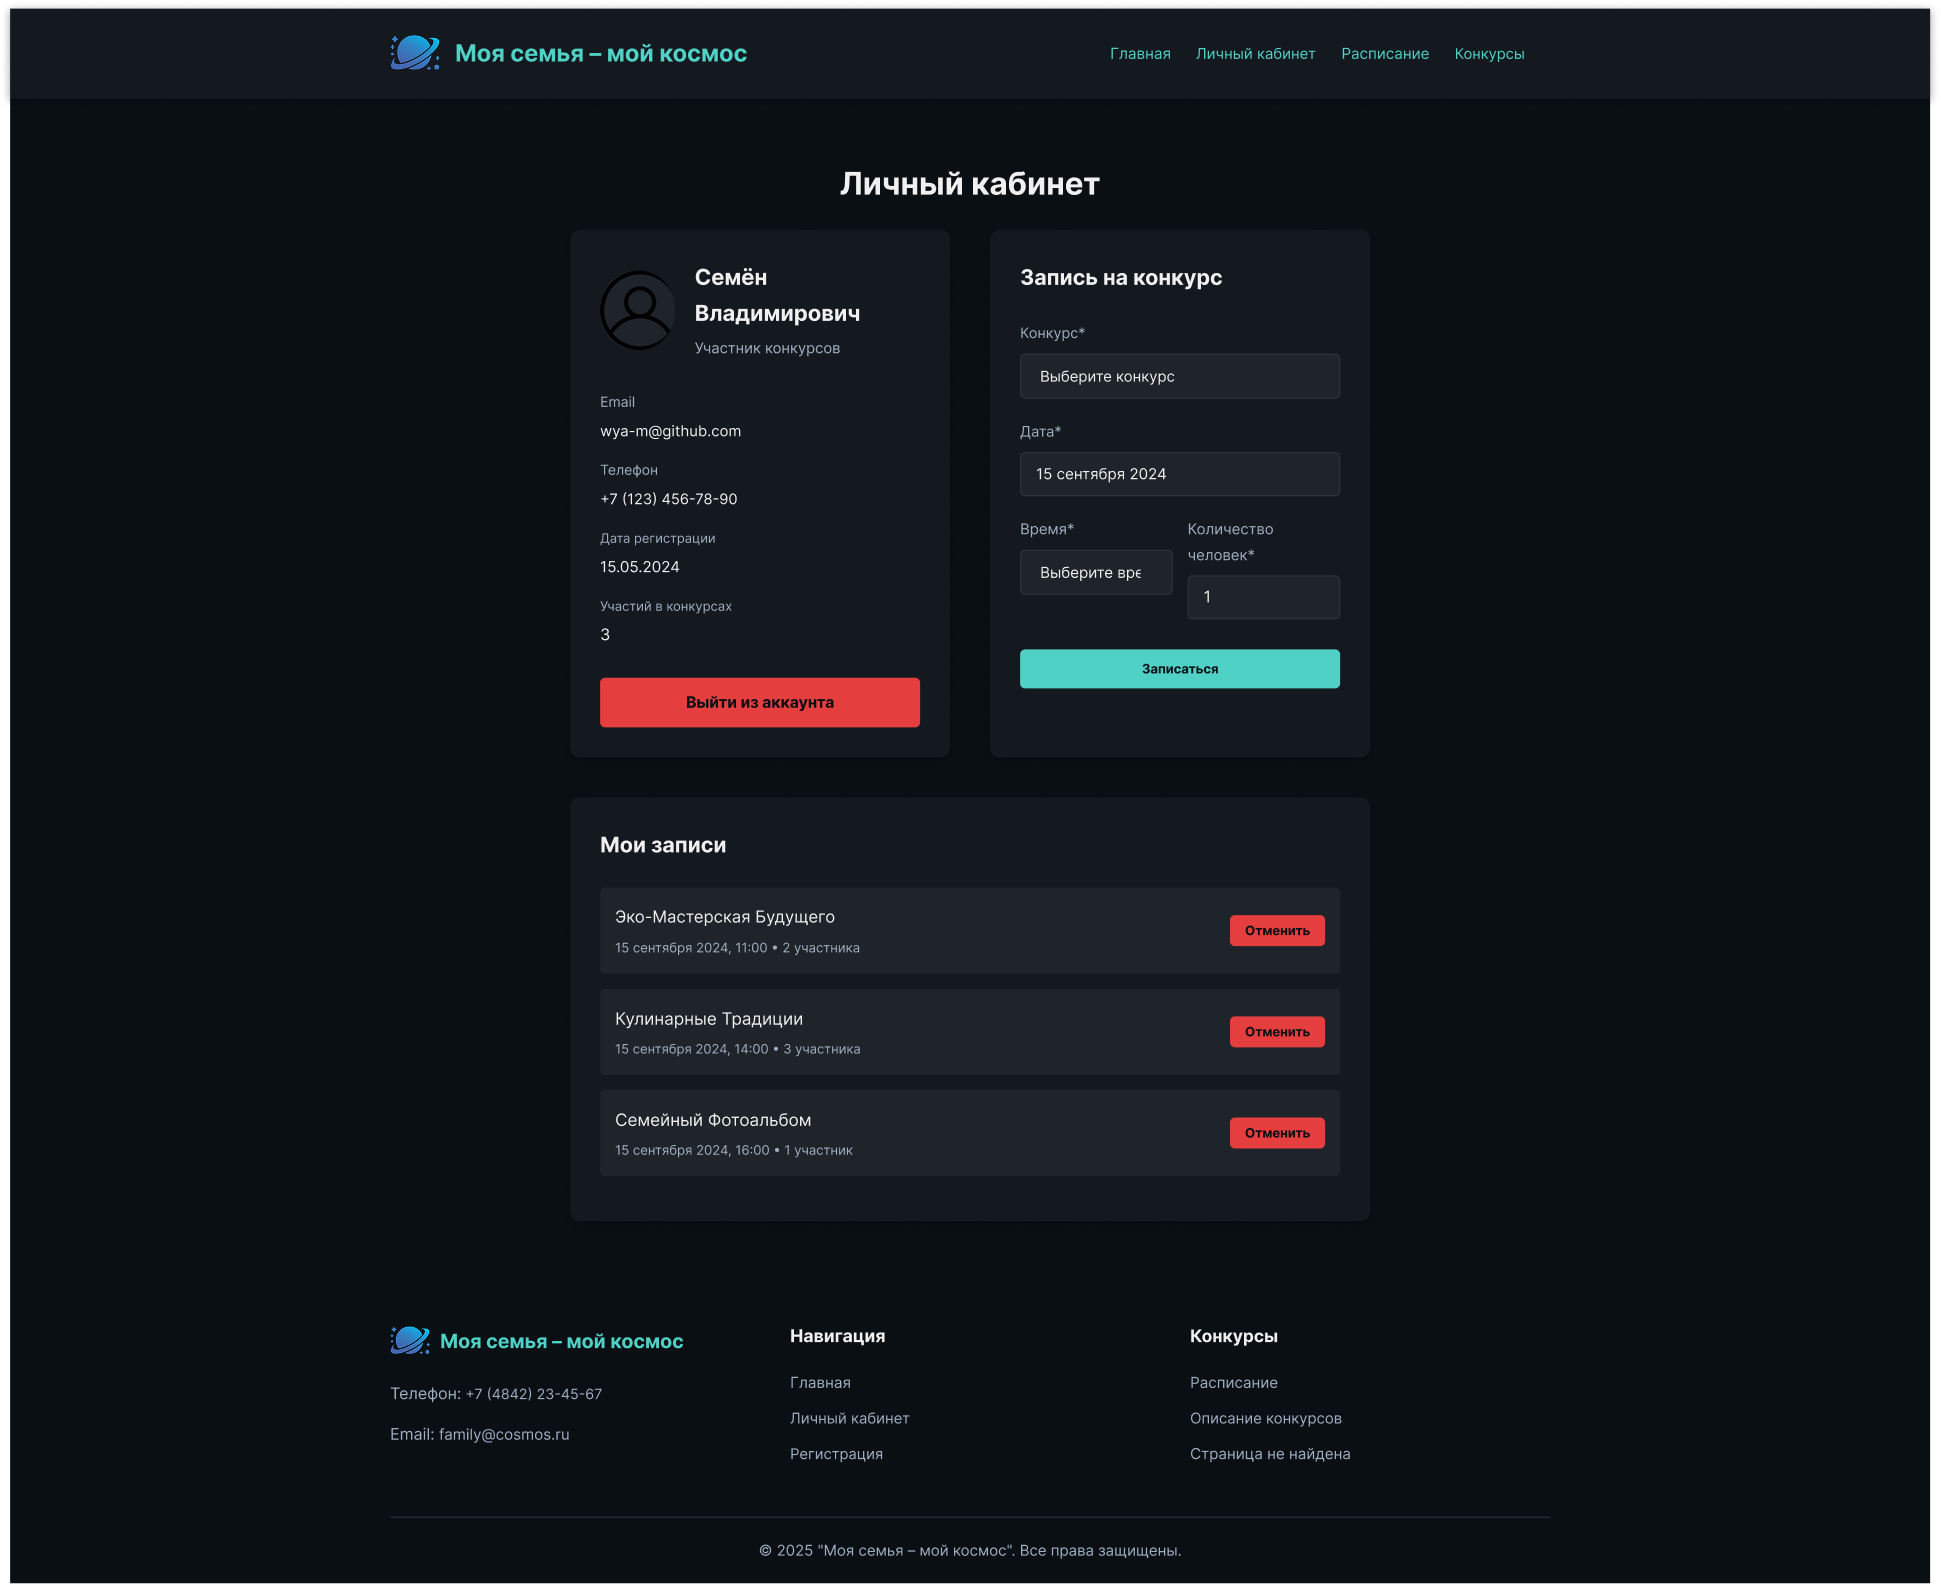 Моя семья – мой космос
Главная
Личный кабинет
Расписание
Конкурсы
Личный кабинет
Семён
Владимирович
Участник конкурсов
Email
wya-m@github.com
Телефон
+7 (123) 456-78-90
Дата регистрации
15.05.2024
Участий в конкурсах
3
Выйти из аккаунта
Запись на конкурс
Конкурс*
Выберите конкурс
Дата*
15 сентября 2024
Время*
Выберите вре
Количество
человек*
1
Записаться
Мои записи
Эко-Мастерская Будущего
15 сентября 2024, 11:00 • 2 участника
Отменить
Кулинарные Традиции
15 сентября 2024, 14:00 • 3 участника
Отменить
Семейный Фотоальбом
15 сентября 2024, 16:00 • 1 участник
Отменить
Моя семья – мой космос
Телефон: +7 (4842) 23-45-67
Email: family@cosmos.ru
Навигация
Главная
Личный кабинет
Регистрация
Конкурсы
Расписание
Описание конкурсов
Страница не найдена
© 2025 "Моя семья – мой космос". Все права защищены.